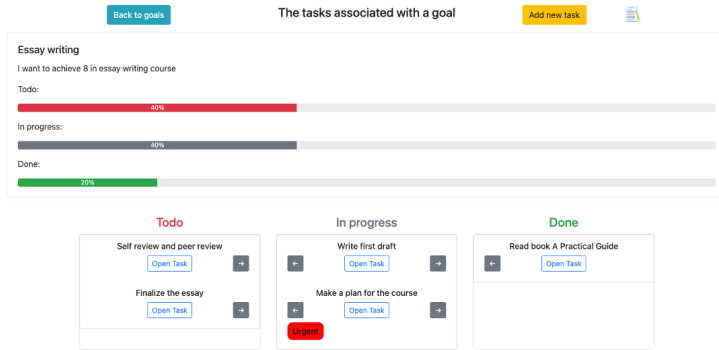 Back to goals
The tasks associated with a goal
Add new task
Essay writing
I want to achieve 8 in essay writing course
Todo:
40%
In progress:
40%
Done:
20%
Todo
In progress
Done
Self review and peer review
Open Task
→
Finalize the essay
Open Task
→
Write first draft
←
Open Task
→
Make a plan for the course
←
Open Task
→
Urgent
Read book A Practical Guide
←
Open Task